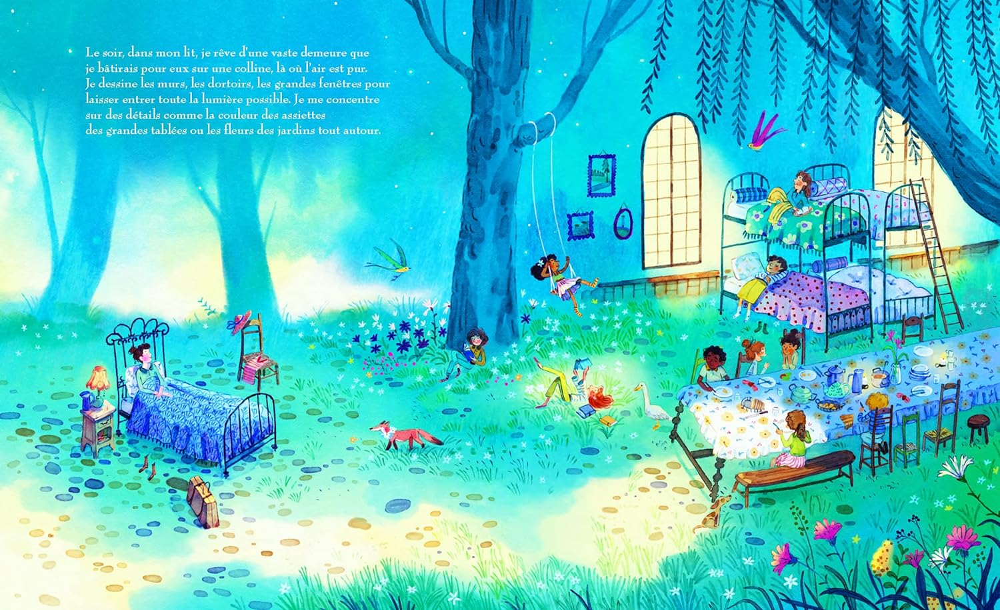 Le soir, dans mon lit, je rêve d'une vaste demeure que
je bâtirais pour eux sur une colline, là où l'air est pur.
Je dessine les murs, les dortoirs, les grandes fenêtres pour
laisser entrer toute la lumière possible. Je me concentre
sur des détails comme la couleur des assiettes
des grandes tablées ou les fleurs des jardins tout autour.